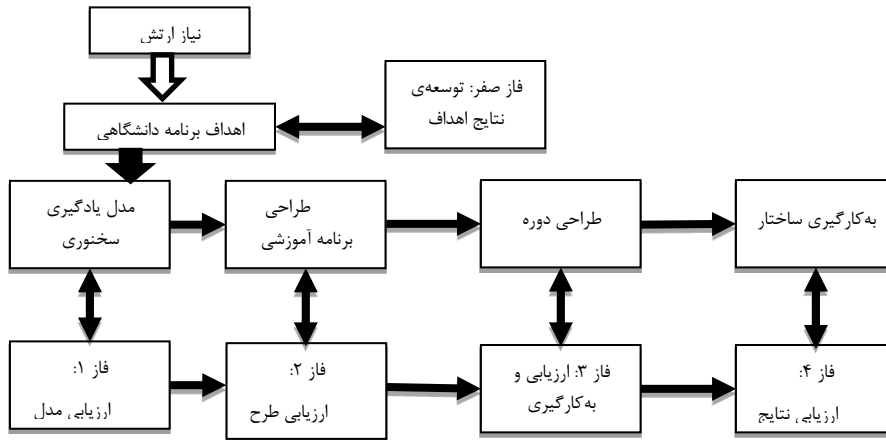 نیاز ارتش
فاز صفر: توسعه‌ی
نتایج اهداف
اهداف برنامه دانشگاهی
مدل یادگیری
سخنوری
طراحی
برنامه آموزشی
طراحی دوره
به‌کارگیری ساختار
فاز ۱:
ارزیابی مدل
فاز ۲:
ارزیابی طرح
فاز ۳: ارزیابی و
به‌کارگیری
فاز ۴:
ارزیابی نتایج